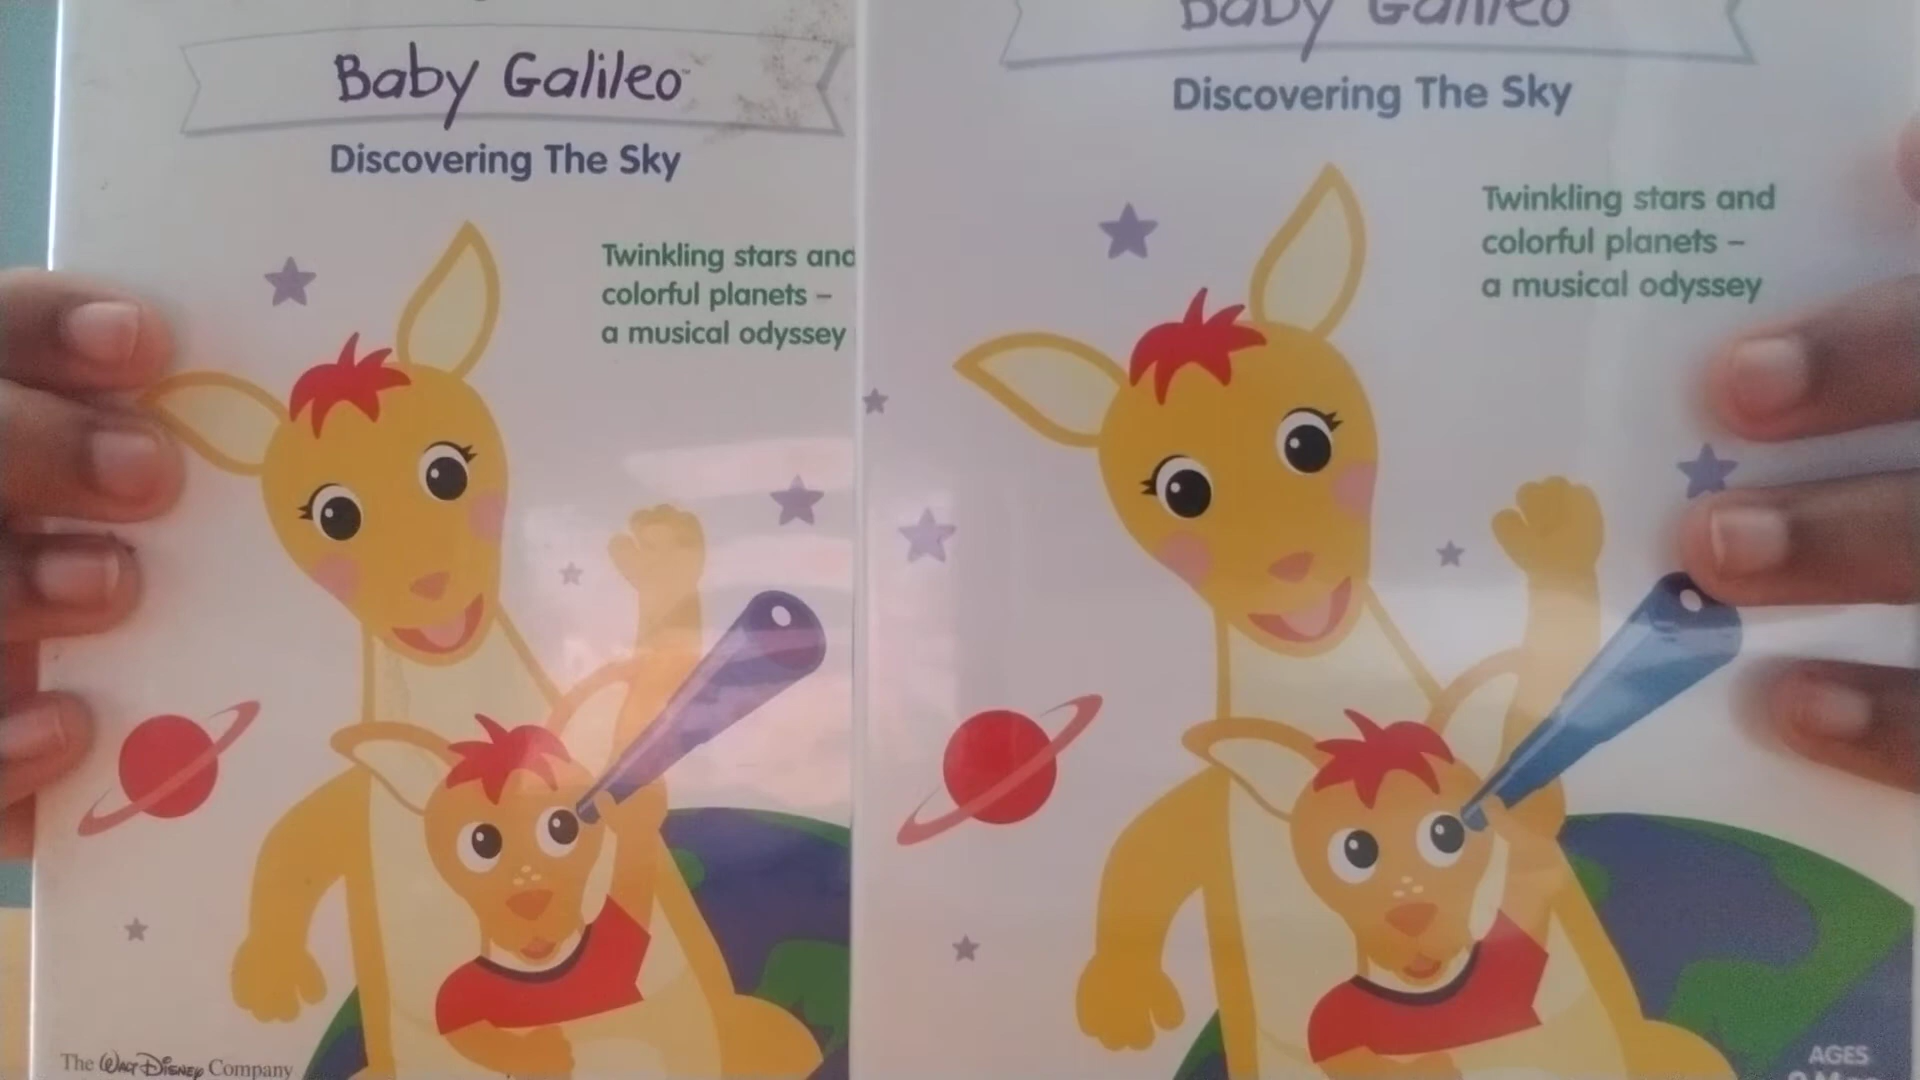 Baby Galileo™
Discovering The Sky
Twinkling stars and
colorful planets –
a musical odyssey
The WALT DISNEY Company
Baby Galileo
Discovering The Sky
Twinkling stars and
colorful planets –
a musical odyssey
AGES